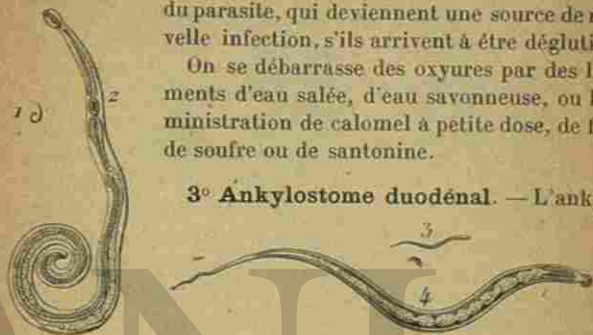 du parasite, qui deviennent une source de
velle infection, s'ils arrivent à être dégluti
On se débarrasse des oxyures par des
ments d'eau salée, d'eau savonneuse, ou
ministration de calomel à petite dose, de
de soufre ou de santonine.
3° Ankylostome duodénal. — L'ank
1
2
3
4